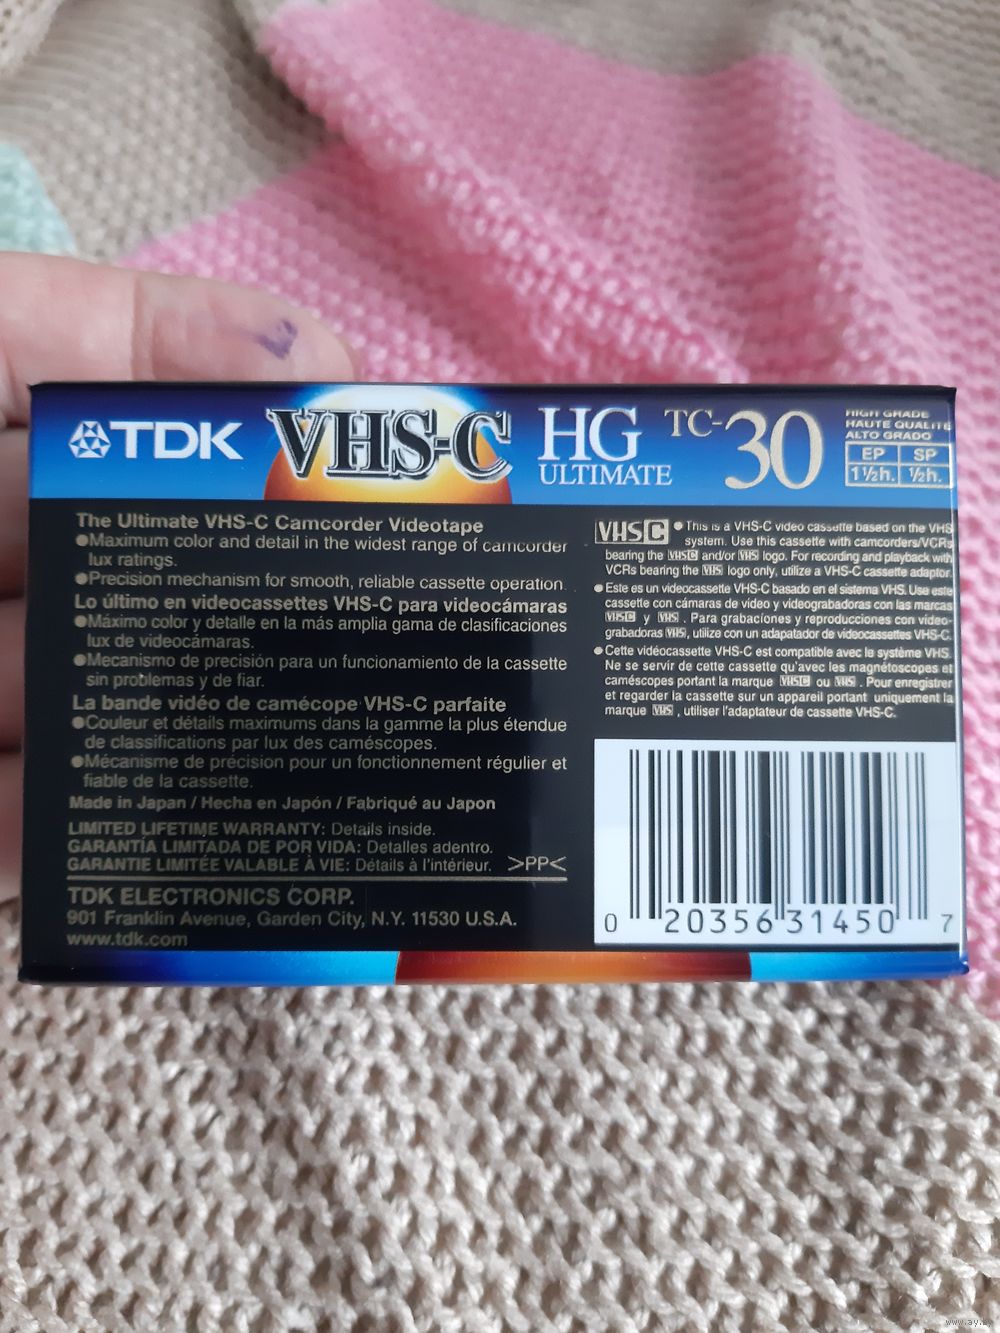 TDK VHS-C HG ULTIMATE TC-30
HIGH GRADE
HAUTE QUALITÉ
ALTO GRADO
EP SP
1 ½h. ½h.
The Ultimate VHS-C Camcorder Videotape
●Maximum color and detail in the widest range of camcorder
lux ratings.
●Precision mechanism for smooth, reliable cassette operation.
Lo último en videocassettes VHS-C para videocámaras
●Máximo color y detalle en la más amplia gama de clasificaciones
lux de videocámaras.
●Mecanismo de precisión para un funcionamiento de la cassette
sin problemas y de fiar.
La bande vidéo de camécope VHS-C parfaite
●Couleur et détails maximums dans la gamme la plus étendue
de classifications par lux des caméscopes.
●Mécanisme de précision pour un fonctionnement régulier et
fiable de la cassette.
Made in Japan / Hecha en Japón / Fabriqué au Japon
LIMITED LIFETIME WARRANTY: Details inside.
GARANTÍA LIMITADA DE POR VIDA: Detalles adentro.
GARANTIE LIMITÉE VALABLE À VIE: Détails à l'intérieur. >PP<
TDK ELECTRONICS CORP.
901 Franklin Avenue, Garden City, N.Y. 11530 U.S.A.
www.tdk.com
VHS C ● This is a VHS-C video cassette based on the VHS
system. Use this cassette with camcorders/VCRs
bearing the VHS C and/or VHS logo. For recording and playback with
VCRs bearing the VHS logo only, utilize a VHS-C cassette adaptor.
● Este es un videocassette VHS-C basado en el sistema VHS. Use este
cassette con cámaras de vídeo y videograbadoras con las marcas
VHS C y VHS . Para grabaciones y reproducciones con video-
grabadoras VHS, utilize con un adapatador de videocassettes VHS-C.
● Cette vidéocassette VHS-C est compatible avec le système VHS.
Ne se servir de cette cassette qu'avec les magnétoscopes et
caméscopes portant la marque VHS C ou VHS . Pour enregistrer
et regarder la cassette sur un appareil portant uniquement la
marque VHS , utiliser l'adaptateur de cassette VHS-C.
0 20356 31450 7